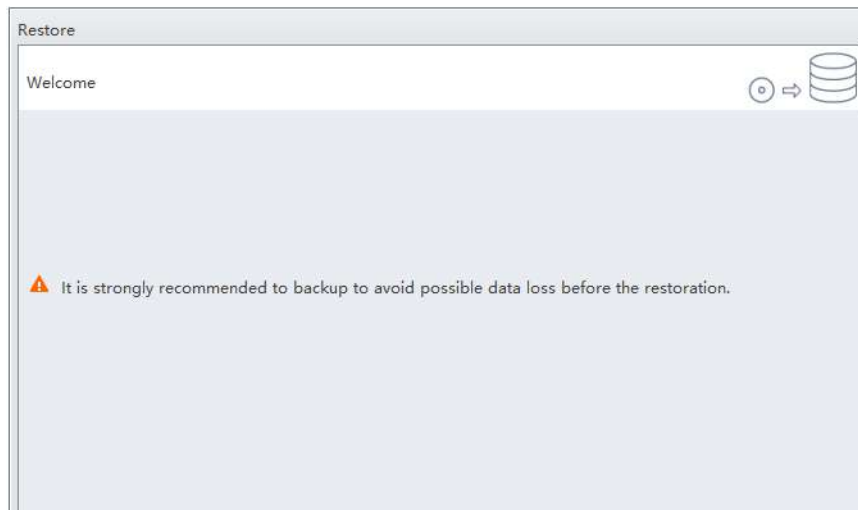 Restore
Welcome
It is strongly recommended to backup to avoid possible data loss before the restoration.